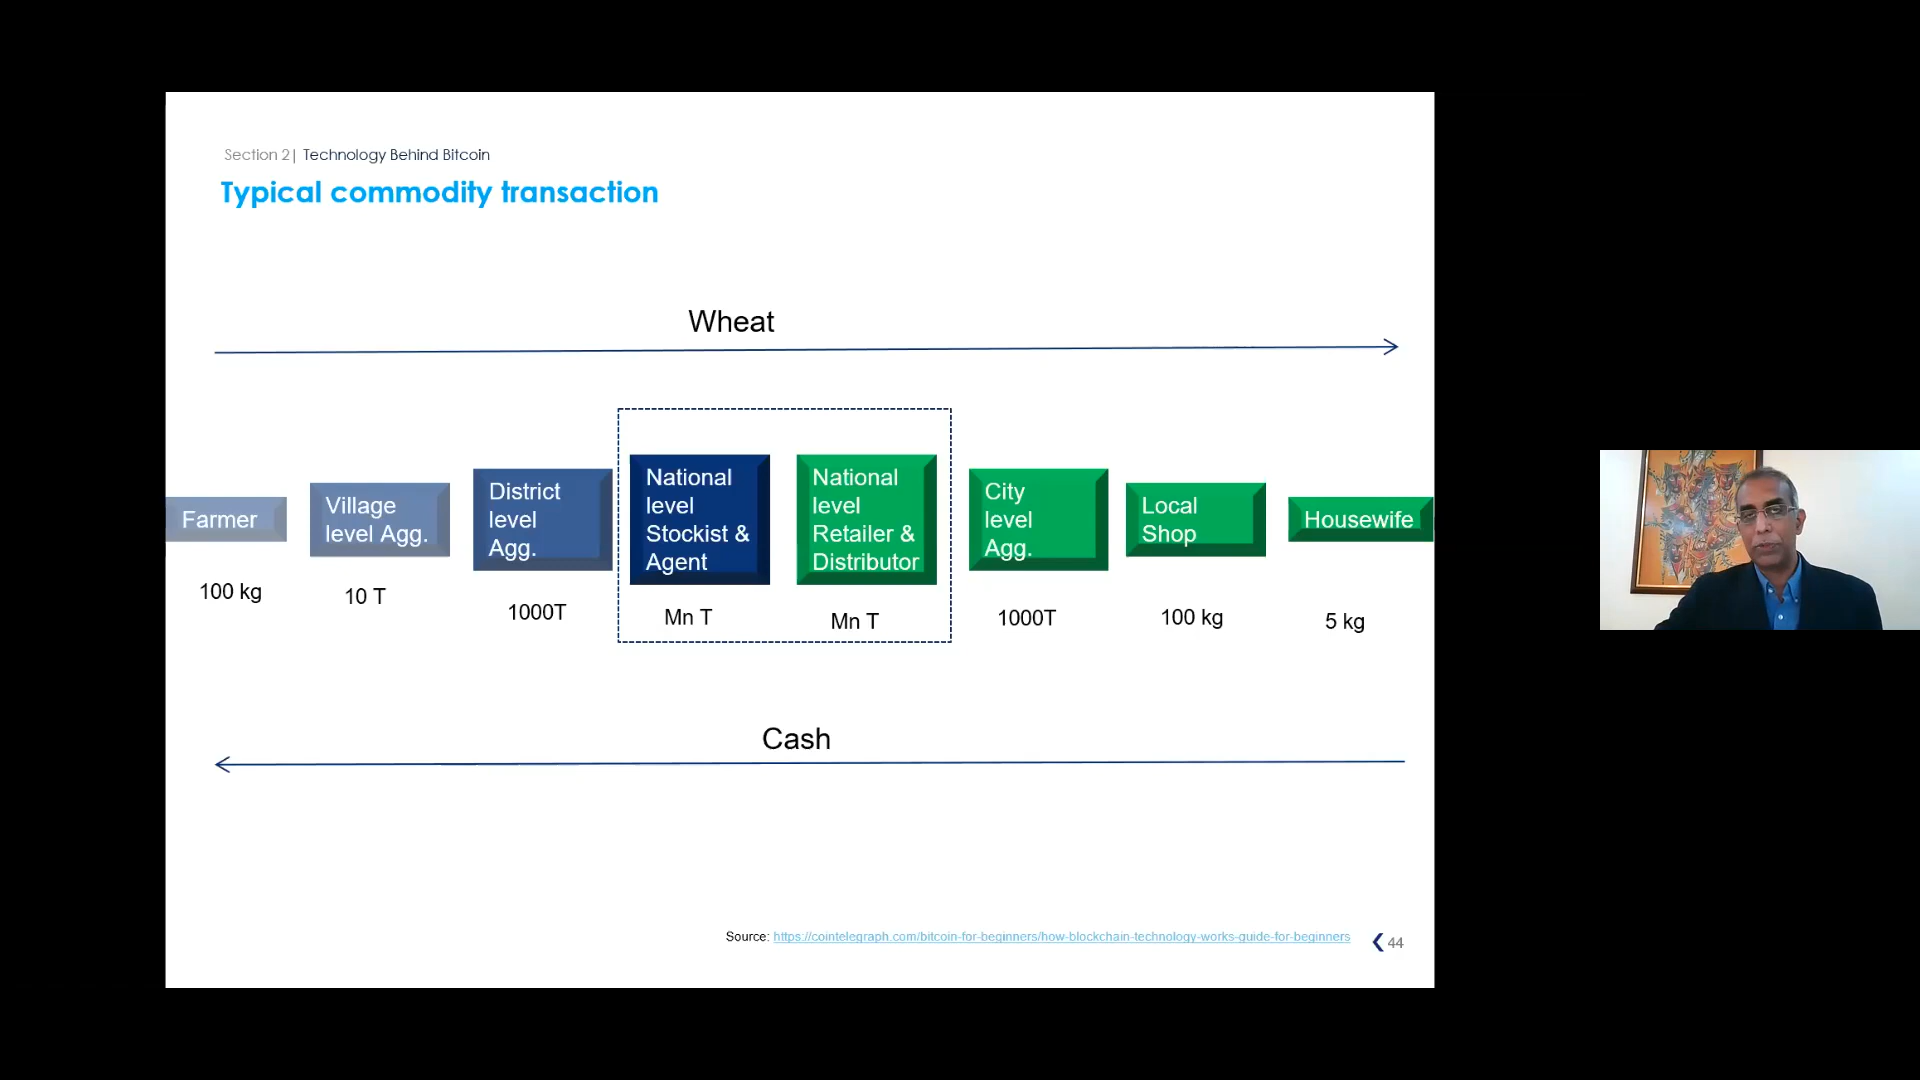 Section 2| Technology Behind Bitcoin
Typical commodity transaction
Wheat
Farmer
100 kg
Village
level Agg.
10 T
District
level
Agg.
1000T
National
level
Stockist &
Agent
Mn T
National
level
Retailer &
Distributor
Mn T
City
level
Agg.
1000T
Local
Shop
100 kg
Housewife
5 kg
Cash
Source: https://cointelegraph.com/bitcoin-for-beginners/how-blockchain-technology-works-guide-for-beginners
44